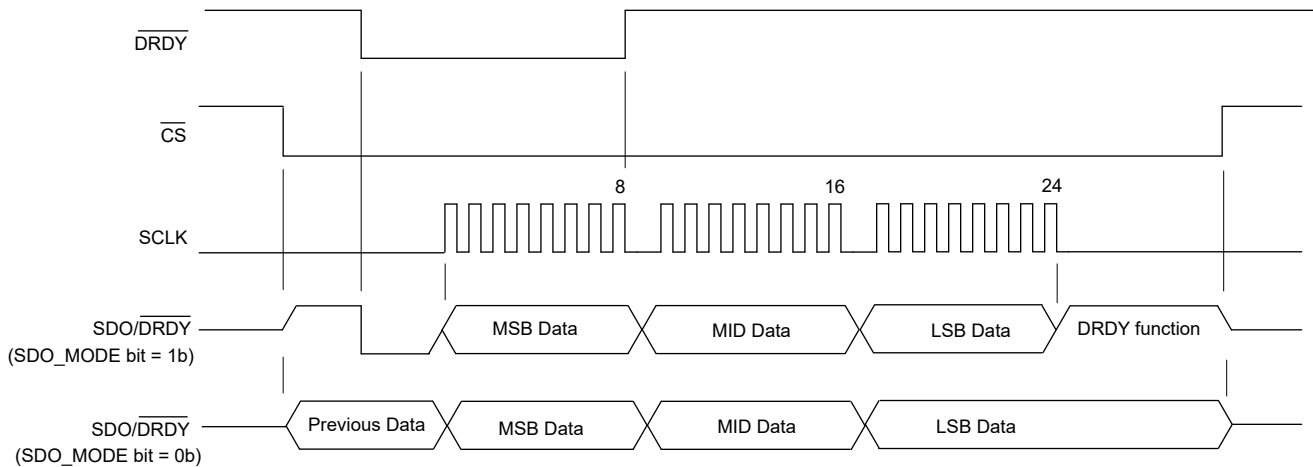 DRDY
CS
8 16 24
SCLK
SDO/DRDY
(SDO_MODE bit = 1b)
MSB Data MID Data LSB Data DRDY function
SDO/DRDY
(SDO_MODE bit = 0b)
Previous Data MSB Data MID Data LSB Data